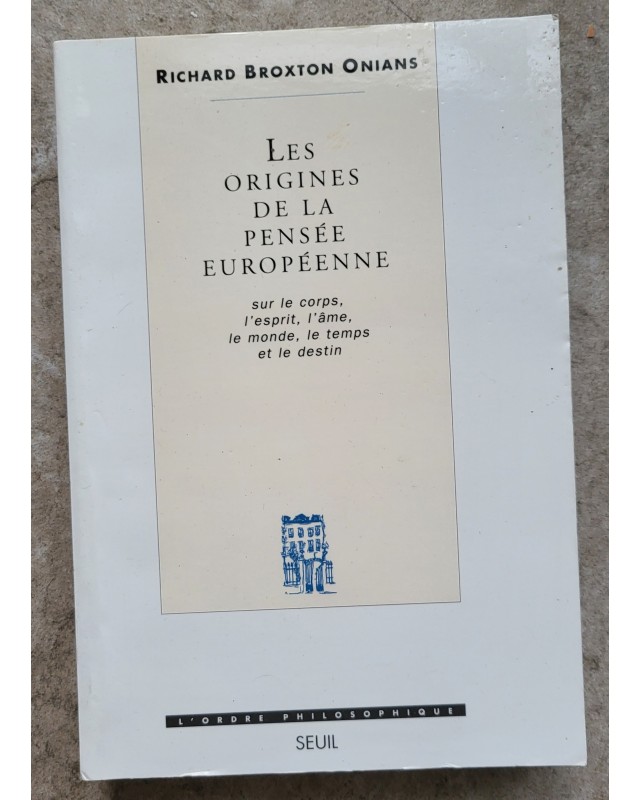 RICHARD BROXTON ONIANS
LES
ORIGINES
DE LA
PENSÉE
EUROPÉENNE
sur le corps,
l'esprit, l'âme,
le monde, le temps
et le destin
L'ORDRE PHILOSOPHIQUE
SEUIL